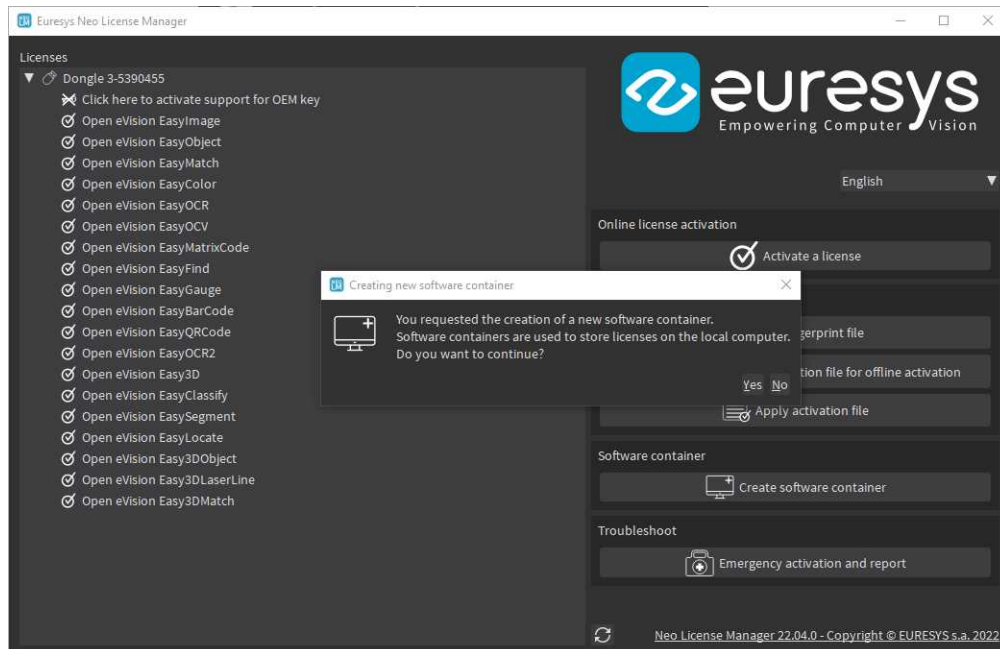 Euresys Neo License Manager
Licenses
Dongle 3-5390455
Click here to activate support for OEM key
Open eVision EasyImage
Open eVision EasyObject
Open eVision EasyMatch
Open eVision EasyColor
Open eVision EasyOCR
Open eVision EasyOCV
Open eVision EasyMatrixCode
Open eVision EasyFind
Open eVision EasyGauge
Open eVision EasyBarCode
Open eVision EasyQRCode
Open eVision EasyOCR2
Open eVision Easy3D
Open eVision EasyClassify
Open eVision EasySegment
Open eVision EasyLocate
Open eVision Easy3DObject
Open eVision Easy3DLaserLine
Open eVision Easy3DMatch
euresys
Empowering Computer Vision
English
Online license activation
Activate a license
Creating new software container
You requested the creation of a new software container.
Software containers are used to store licenses on the local computer.
Do you want to continue?
Yes No
file
file for offline activation
Apply activation file
Software container
Create software container
Troubleshoot
Emergency activation and report
Neo License Manager 22.04.0 - Copyright © EURESYS s.a. 2022